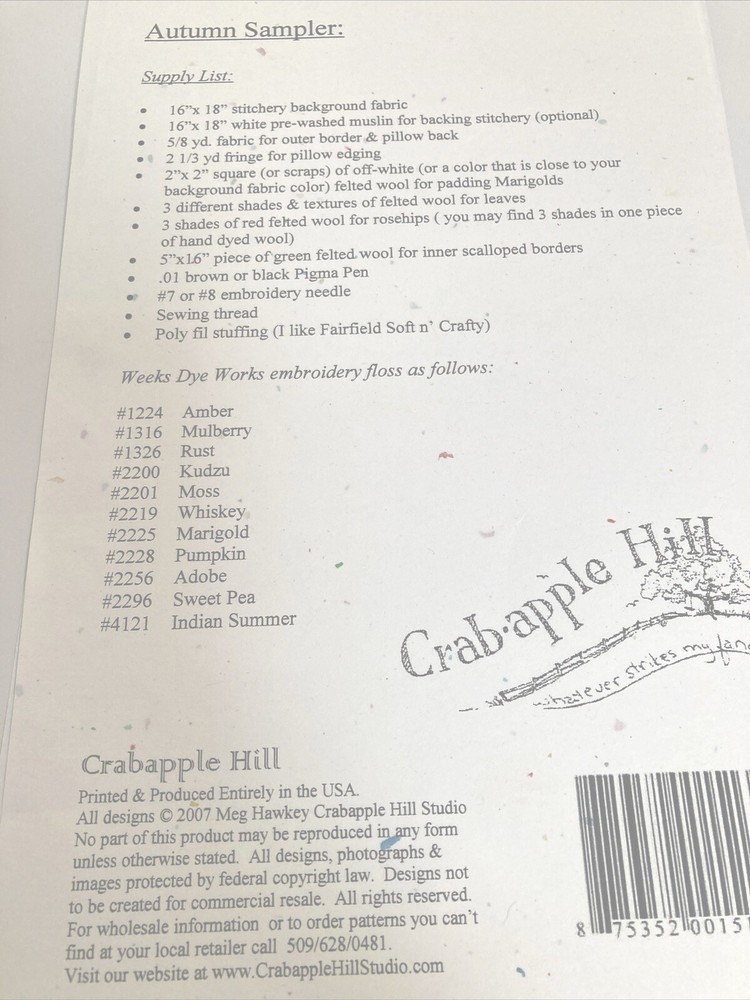 Autumn Sampler:
Supply List:
• 16"x 18" stitchery background fabric
• 16"x 18" white pre-washed muslin for backing stitchery (optional)
• 5/8 yd. fabric for outer border & pillow back
• 2 1/3 yd fringe for pillow edging
• 2"x 2" square (or scraps) of off-white (or a color that is close to your
background fabric color) felted wool for padding Marigolds
• 3 different shades & textures of felted wool for leaves
• 3 shades of red felted wool for rosehips ( you may find 3 shades in one piece
of hand dyed wool)
• 5"x16" piece of green felted wool for inner scalloped borders
• .01 brown or black Pigma Pen
• #7 or #8 embroidery needle
• Sewing thread
• Poly fil stuffing (I like Fairfield Soft n' Crafty)
Weeks Dye Works embroidery floss as follows:
#1224 Amber
#1316 Mulberry
#1326 Rust
#2200 Kudzu
#2201 Moss
#2219 Whiskey
#2225 Marigold
#2228 Pumpkin
#2256 Adobe
#2296 Sweet Pea
#4121 Indian Summer
Crab·apple Hill
whatever strikes my
Crabapple Hill
Printed & Produced Entirely in the USA.
All designs © 2007 Meg Hawkey Crabapple Hill Studio
No part of this product may be reproduced in any form
unless otherwise stated. All designs, photographs &
images protected by federal copyright law. Designs not
to be created for commercial resale. All rights reserved.
For wholesale information or to order patterns you can't
find at your local retailer call 509/628/0481.
Visit our website at www.CrabappleHillStudio.com
8 75352 0015